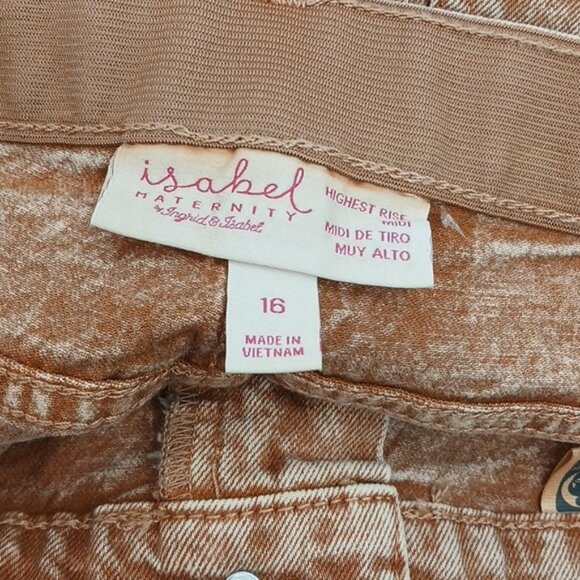 isabel
MATERNITY
by Ingrid & Isabel
HIGHEST RISE
MIDI
MIDI DE TIRO
MUY ALTO
16
MADE IN
VIETNAM